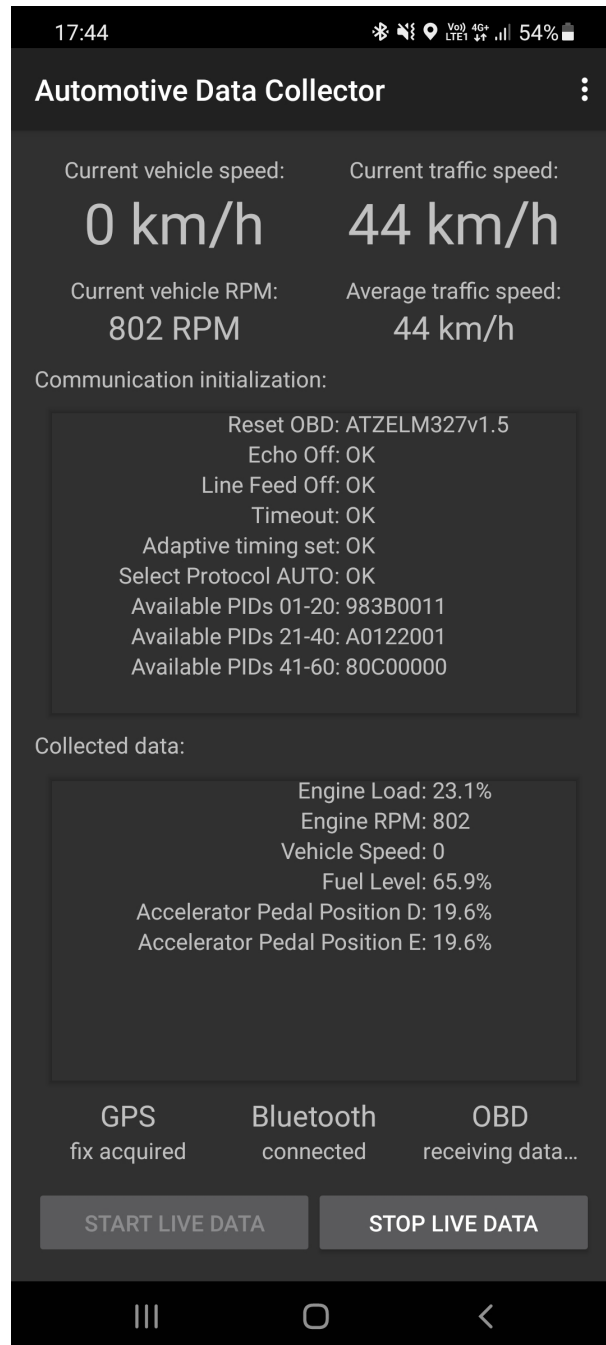 17:44 Vo)) LTE1 4G+ 54%
Automotive Data Collector
Current vehicle speed: Current traffic speed:
0 km/h 44 km/h
Current vehicle RPM: Average traffic speed:
802 RPM 44 km/h
Communication initialization:
Reset OBD: ATZELM327v1.5
Echo Off: OK
Line Feed Off: OK
Timeout: OK
Adaptive timing set: OK
Select Protocol AUTO: OK
Available PIDs 01-20: 983B0011
Available PIDs 21-40: A0122001
Available PIDs 41-60: 80C00000
Collected data:
Engine Load: 23.1%
Engine RPM: 802
Vehicle Speed: 0
Fuel Level: 65.9%
Accelerator Pedal Position D: 19.6%
Accelerator Pedal Position E: 19.6%
GPS Bluetooth OBD
fix acquired connected receiving data...
START LIVE DATA STOP LIVE DATA